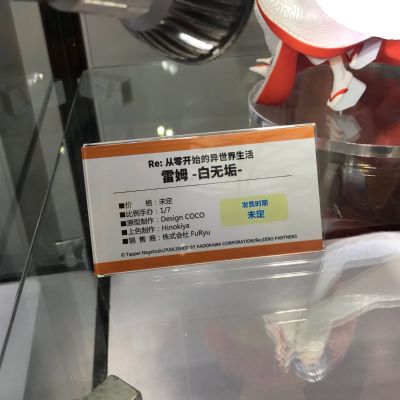 Re: 从零开始的异世界生活
雷姆 -白无垢-
■价　　格：未定
■比例手办：1/7
■原型制作：Design COCO
■上色制作：Hinokiya
■销 售 商：株式会社 FuRyu
发售时期
未定
© Tappei Nagatsuki,PUBLISHED BY KADOKAWA CORPORATION/Re:ZERO PARTNERS